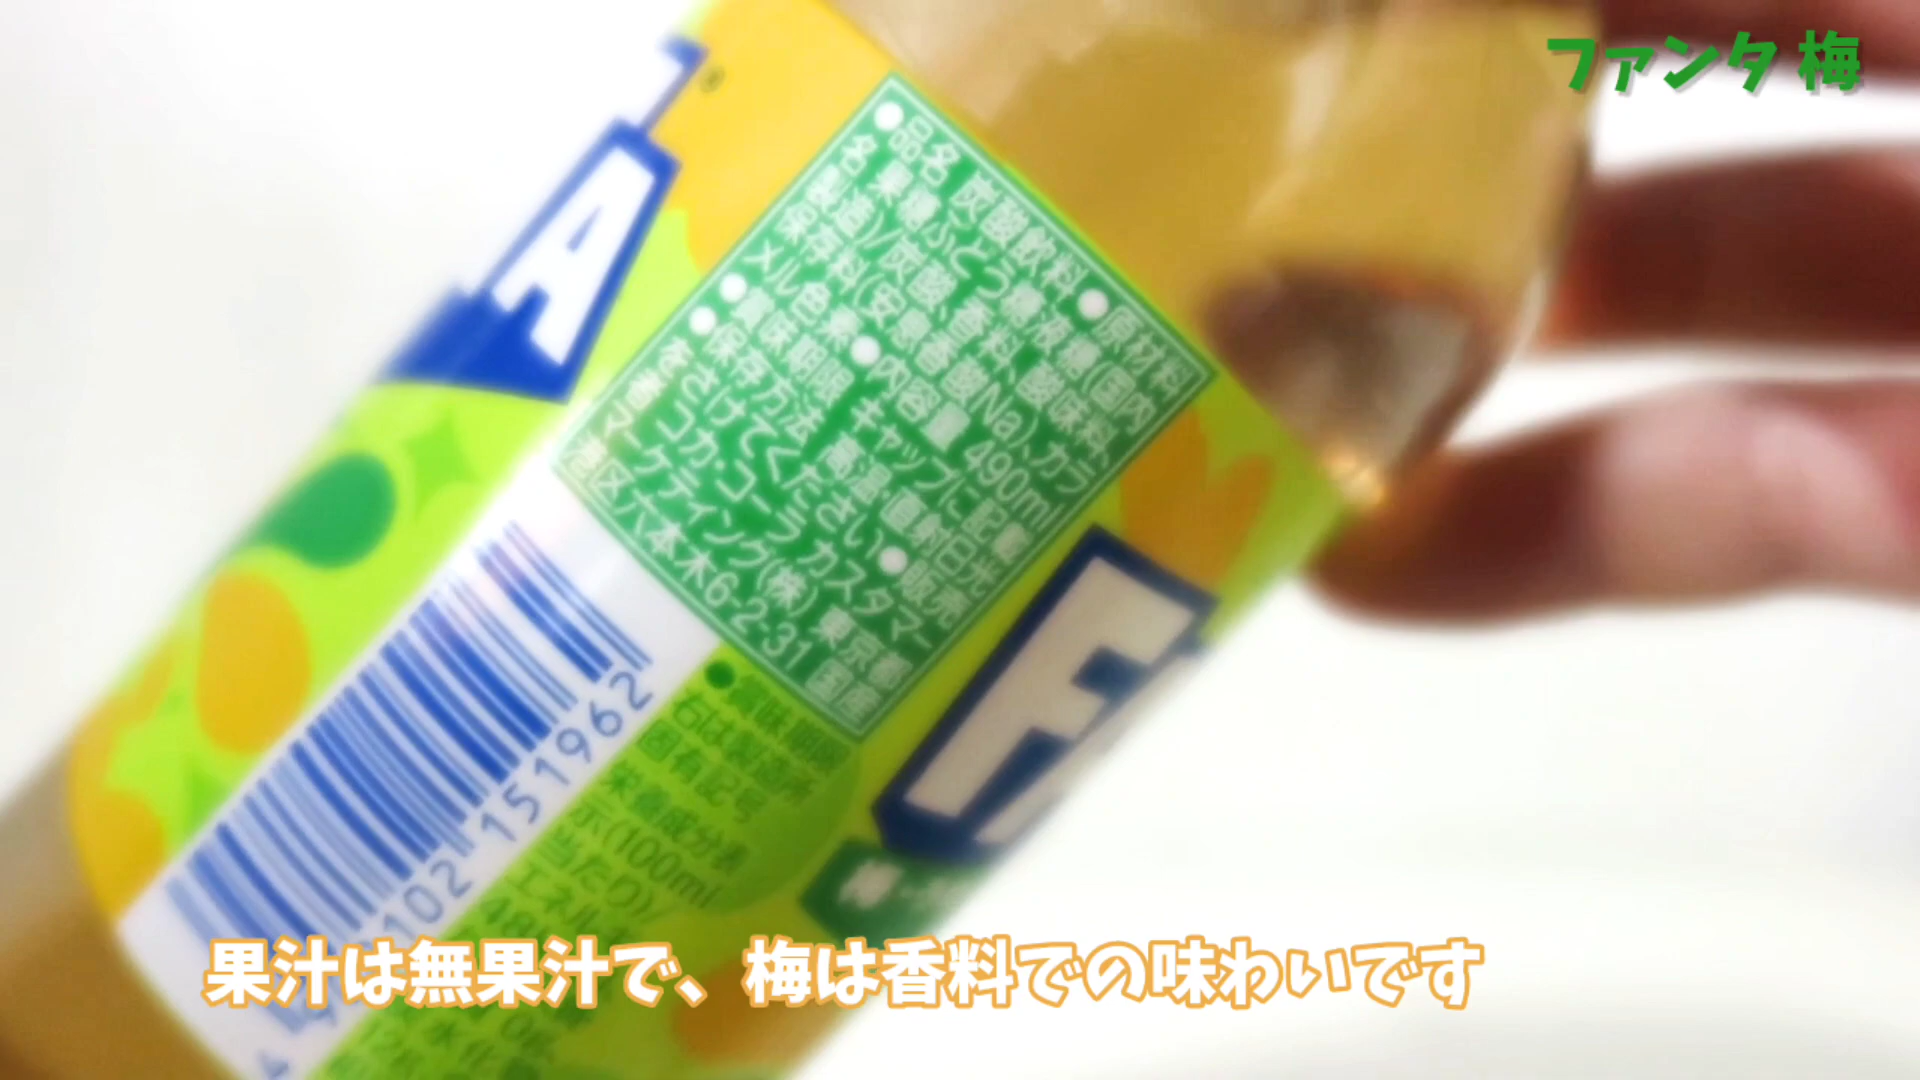 ファンタ 梅
A
®
●品名 炭酸飲料 ●原材料
名 果糖ぶどう糖液糖(国内
製造)/炭酸、香料、酸味料、
保存料(安息香酸Na)、カラ
メル色素 ●内容量 490ml
●賞味期限 キャップに記載
●保存方法 高温・直射日光
をさけてください ●販売
者 コカ・コーラ カスタマー
マーケティング(株) 東京都
港区六本木6-2-31 国産
F
●賞味期限
右は製造所
固有記号
栄養成分表
示(100ml
当たり)/
エネル
102151962
4
果汁は無果汁で、梅は香料での味わいです